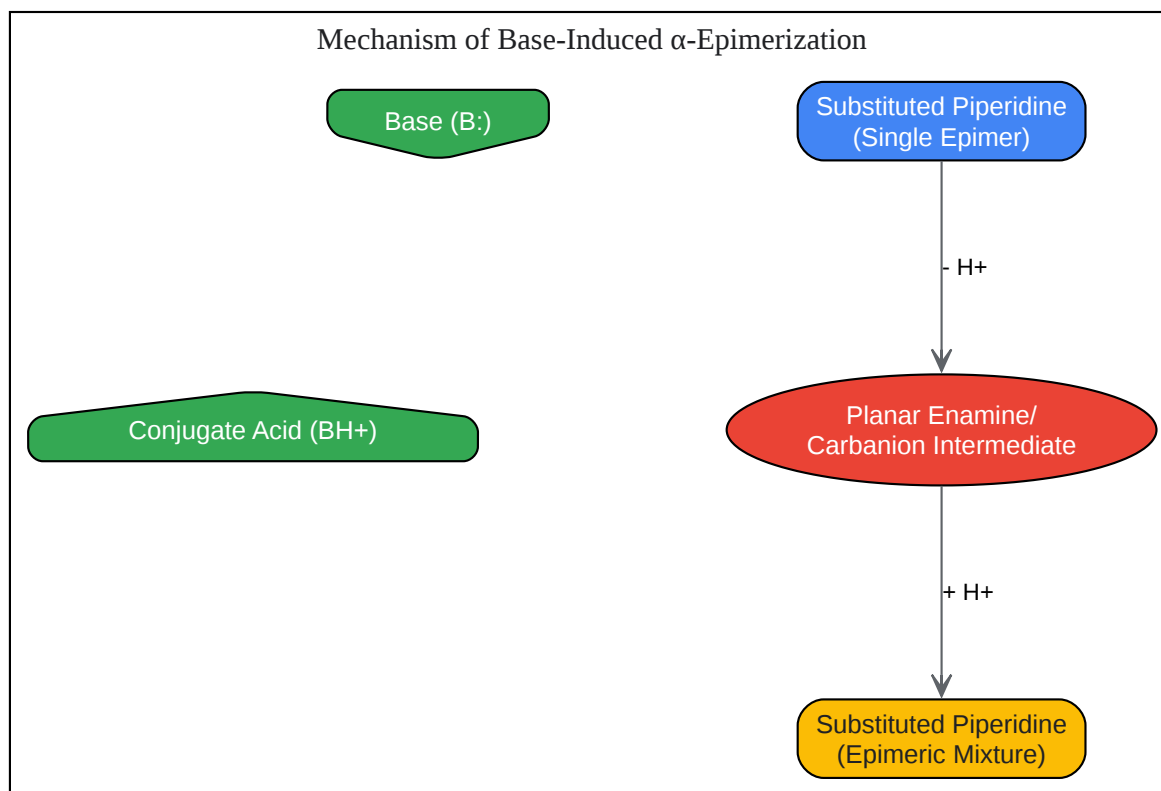 Mechanism of Base-Induced α-Epimerization
Base (B:)
Substituted Piperidine
(Single Epimer)
- H+
Conjugate Acid (BH+)
Planar Enamine/
Carbanion Intermediate
+ H+
Substituted Piperidine
(Epimeric Mixture)